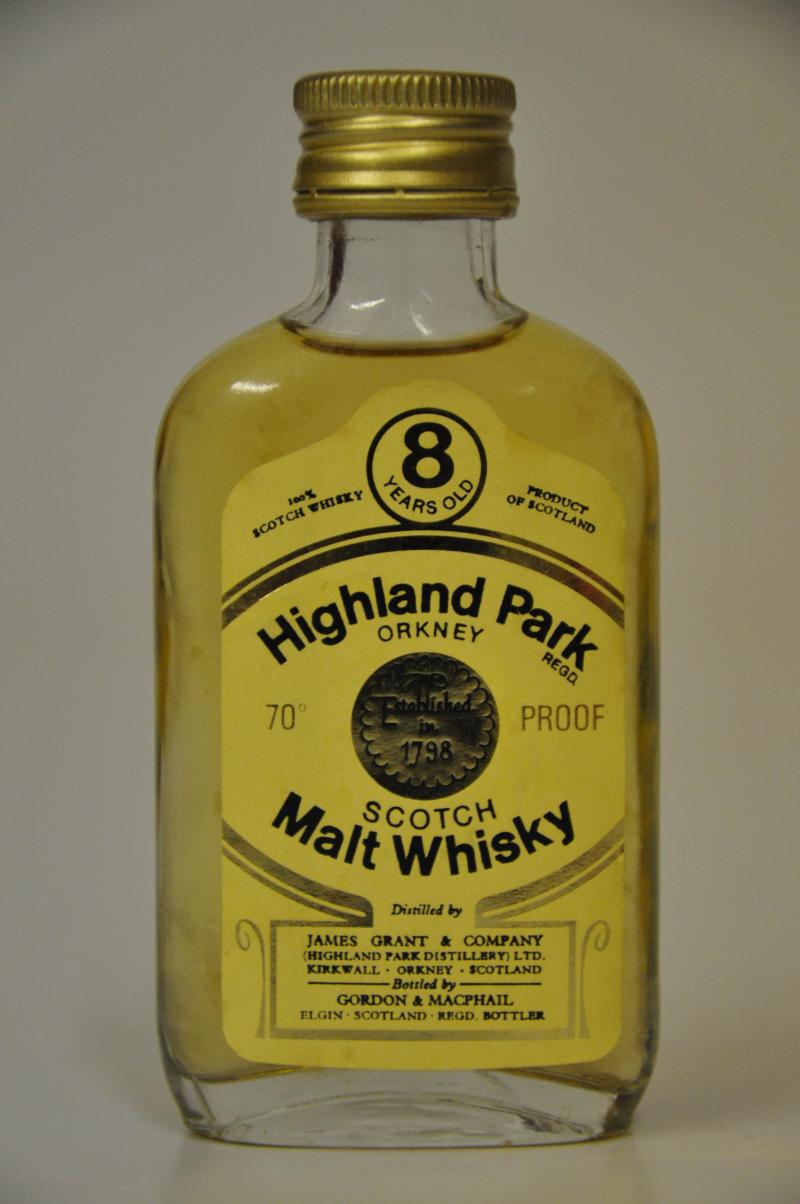 8
YEARS OLD
100%
SCOTCH WHISKY
PRODUCT
OF SCOTLAND
Highland Park
ORKNEY
REGD.
Established
in
1798
70° PROOF
SCOTCH
Malt Whisky
Distilled by
JAMES GRANT & COMPANY
(HIGHLAND PARK DISTILLERY) LTD.
KIRKWALL · ORKNEY · SCOTLAND
Bottled by
GORDON & MACPHAIL
ELGIN · SCOTLAND · REGD. BOTTLER